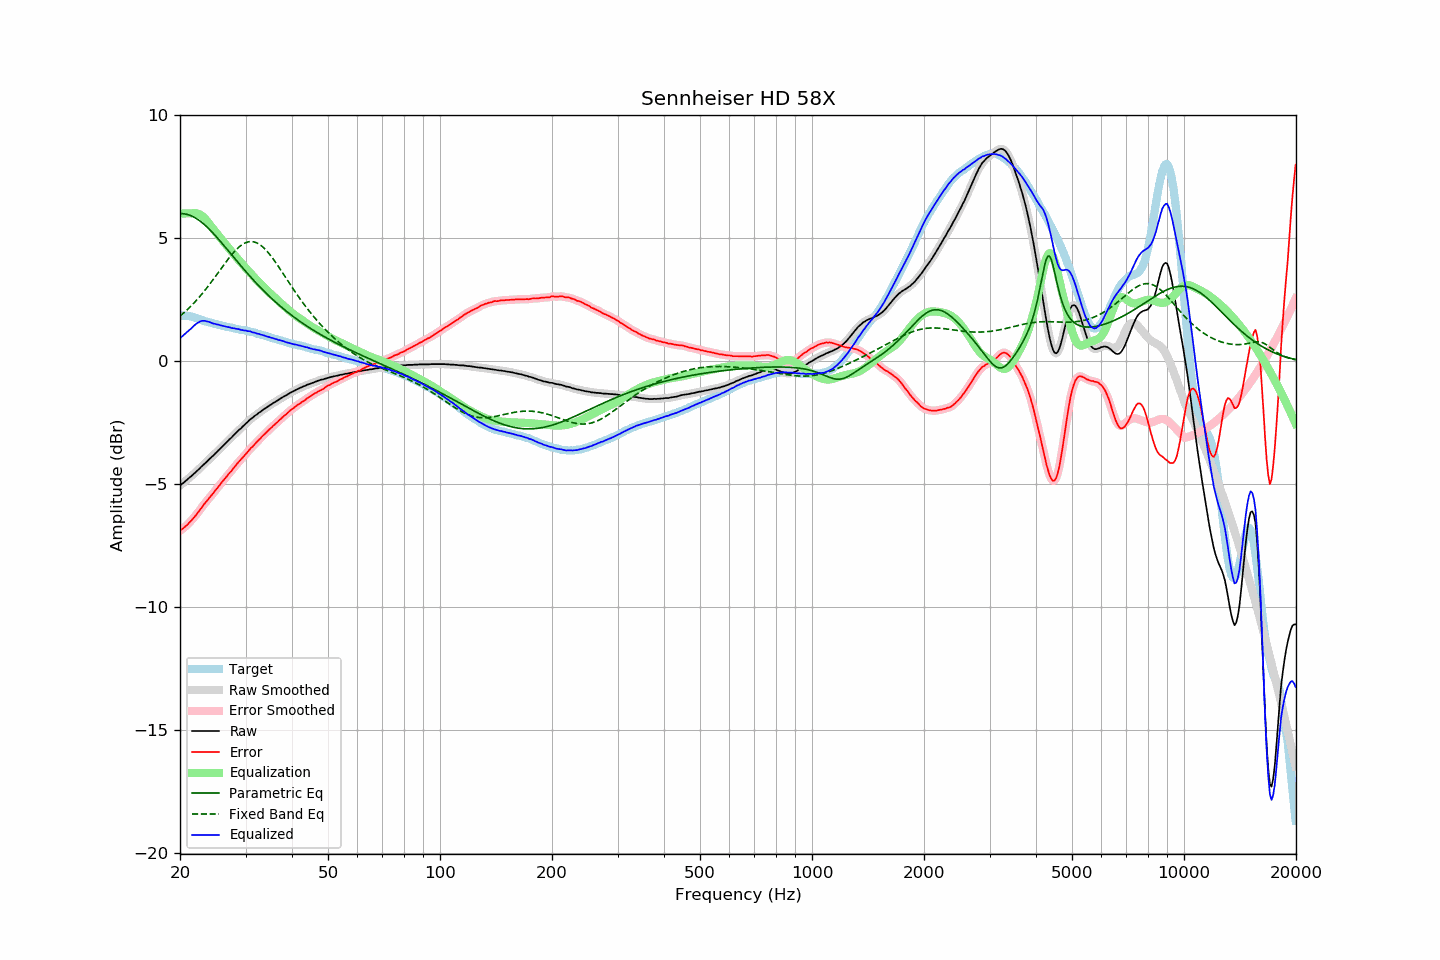 Sennheiser HD 58X
10
5
0
−5
−10
−15
−20
Amplitude (dBr)
Target
Raw Smoothed
Error Smoothed
Raw
Error
Equalization
Parametric Eq
Fixed Band Eq
Equalized
20 50 100 200 500 1000 2000 5000 10000 20000
Frequency (Hz)